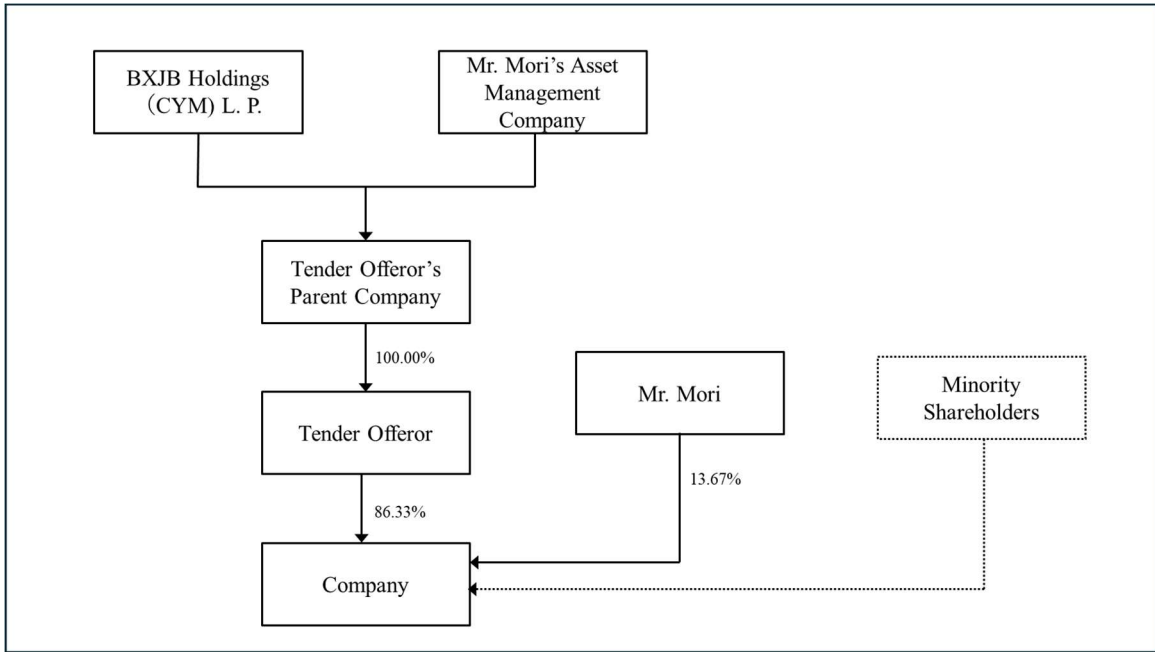 BXJB Holdings
（CYM) L. P.
Mr. Mori’s Asset
Management
Company
Tender Offeror’s
Parent Company
100.00%
Tender Offeror
Mr. Mori
Minority
Shareholders
86.33%
13.67%
Company